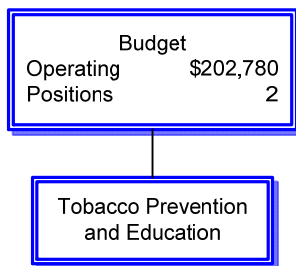 Budget
Operating $202,780
Positions 2
Tobacco Prevention
and Education